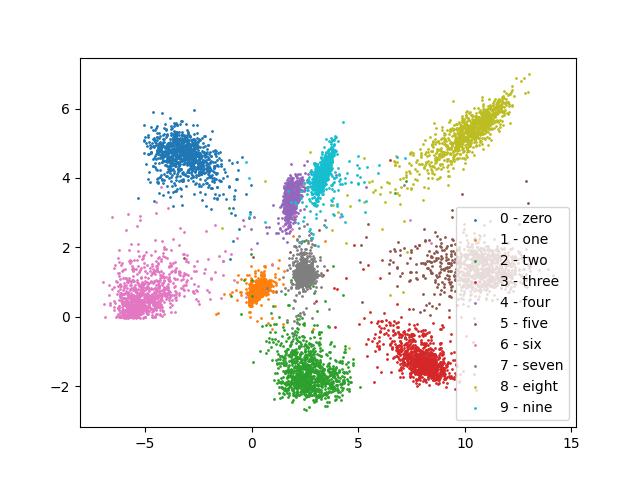 6
4
2
0
−2
−5
0
5
10
15
0 - zero
1 - one
2 - two
3 - three
4 - four
5 - five
6 - six
7 - seven
8 - eight
9 - nine